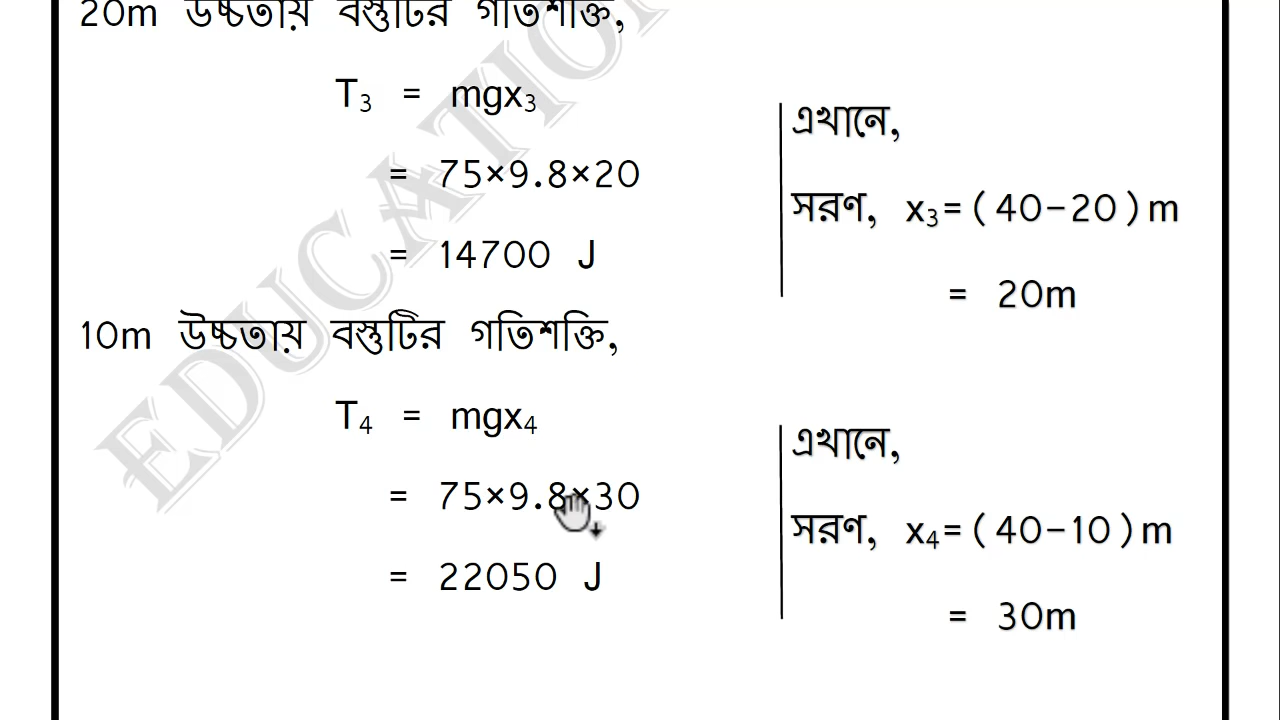 20m উচ্চতায় বস্তুটির গতিশক্তি,
T₃ = mgx₃
= 75×9.8×20
= 14700 J
এখানে,
সরণ, x₃=(40-20)m
= 20m
10m উচ্চতায় বস্তুটির গতিশক্তি,
T₄ = mgx₄
= 75×9.8×30
= 22050 J
এখানে,
সরণ, x₄=(40-10)m
= 30m
EDUCATION